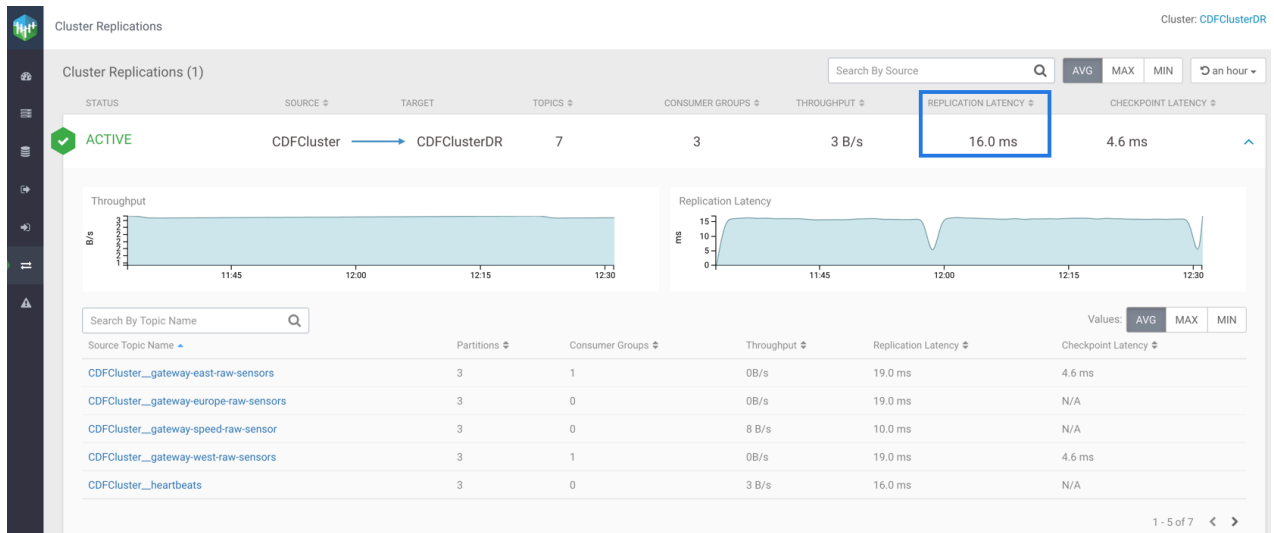 Cluster Replications
Cluster: CDFClusterDR
Cluster Replications (1)
Search By Source
AVG MAX MIN an hour
STATUS SOURCE TARGET TOPICS CONSUMER GROUPS THROUGHPUT REPLICATION LATENCY CHECKPOINT LATENCY
ACTIVE CDFCluster CDFClusterDR 7 3 3 B/s 16.0 ms 4.6 ms
Throughput
B/s
3
2
2
2
2
1
11:45 12:00 12:15 12:30
Replication Latency
ms
15
10
5
0
11:45 12:00 12:15 12:30
Search By Topic Name
Values: AVG MAX MIN
Source Topic Name Partitions Consumer Groups Throughput Replication Latency Checkpoint Latency
CDFCluster__gateway-east-raw-sensors 3 1 0B/s 19.0 ms 4.6 ms
CDFCluster__gateway-europe-raw-sensors 3 0 0B/s 19.0 ms N/A
CDFCluster__gateway-speed-raw-sensor 3 0 8 B/s 10.0 ms N/A
CDFCluster__gateway-west-raw-sensors 3 1 0B/s 19.0 ms 4.6 ms
CDFCluster__heartbeats 3 0 3 B/s 16.0 ms N/A
1 - 5 of 7